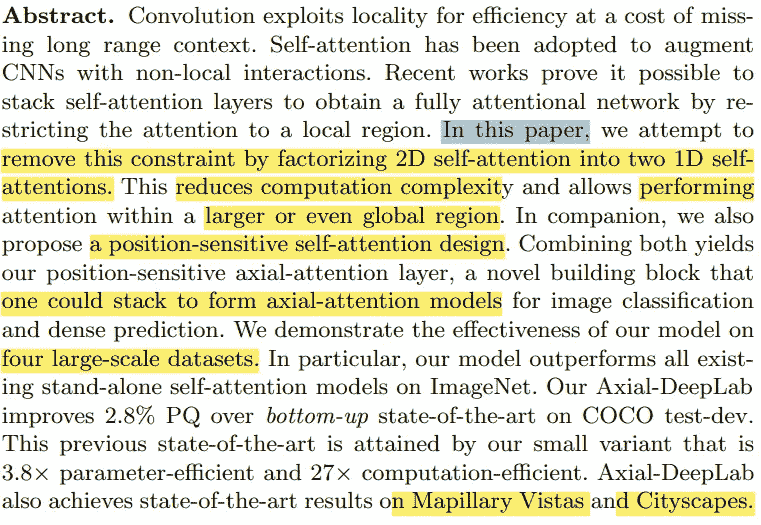 Abstract. Convolution exploits locality for efficiency at a cost of miss-
ing long range context. Self-attention has been adopted to augment
CNNs with non-local interactions. Recent works prove it possible to
stack self-attention layers to obtain a fully attentional network by re-
stricting the attention to a local region. In this paper, we attempt to
remove this constraint by factorizing 2D self-attention into two 1D self-
attentions. This reduces computation complexity and allows performing
attention within a larger or even global region. In companion, we also
propose a position-sensitive self-attention design. Combining both yields
our position-sensitive axial-attention layer, a novel building block that
one could stack to form axial-attention models for image classification
and dense prediction. We demonstrate the effectiveness of our model on
four large-scale datasets. In particular, our model outperforms all exist-
ing stand-alone self-attention models on ImageNet. Our Axial-DeepLab
improves 2.8% PQ over bottom-up state-of-the-art on COCO test-dev.
This previous state-of-the-art is attained by our small variant that is
3.8× parameter-efficient and 27× computation-efficient. Axial-DeepLab
also achieves state-of-the-art results on Mapillary Vistas and Cityscapes.